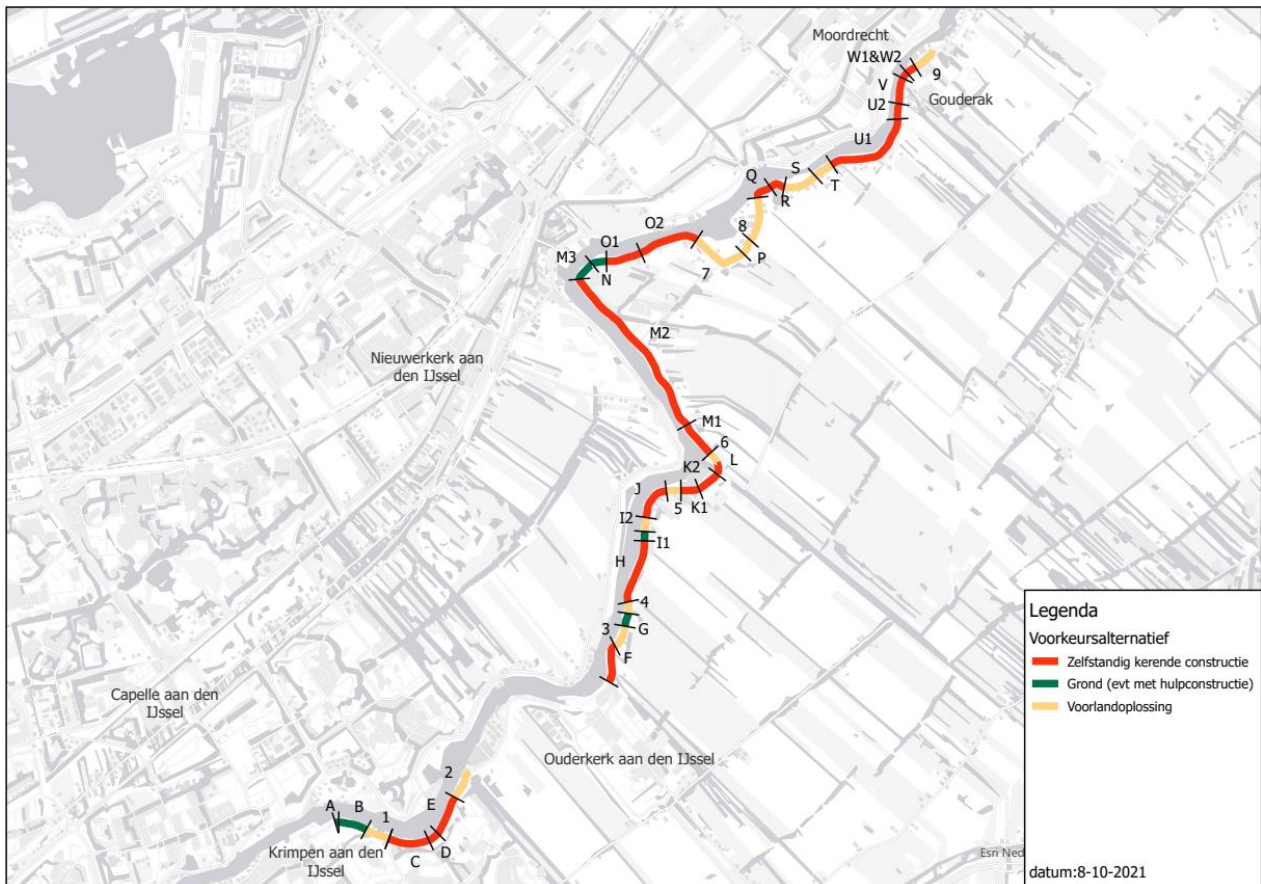 Moordrecht
W1&W2
9
V
Gouderak
U2
U1
S
Q
T
R
O2
8
O1
P
M3
7
N
M2
Nieuwerkerk aan
den IJssel
M1
6
L
K2
J
K1
5
I2
I1
H
4
3
G
F
Capelle aan den
IJssel
Ouderkerk aan den IJssel
2
A
B
E
1
D
Krimpen aan den
IJssel
C
Legenda
Voorkeursalternatief
Zelfstandig kerende constructie
Grond (evt met hulpconstructie)
Voorlandoplossing
Esri Ned
datum:8-10-2021